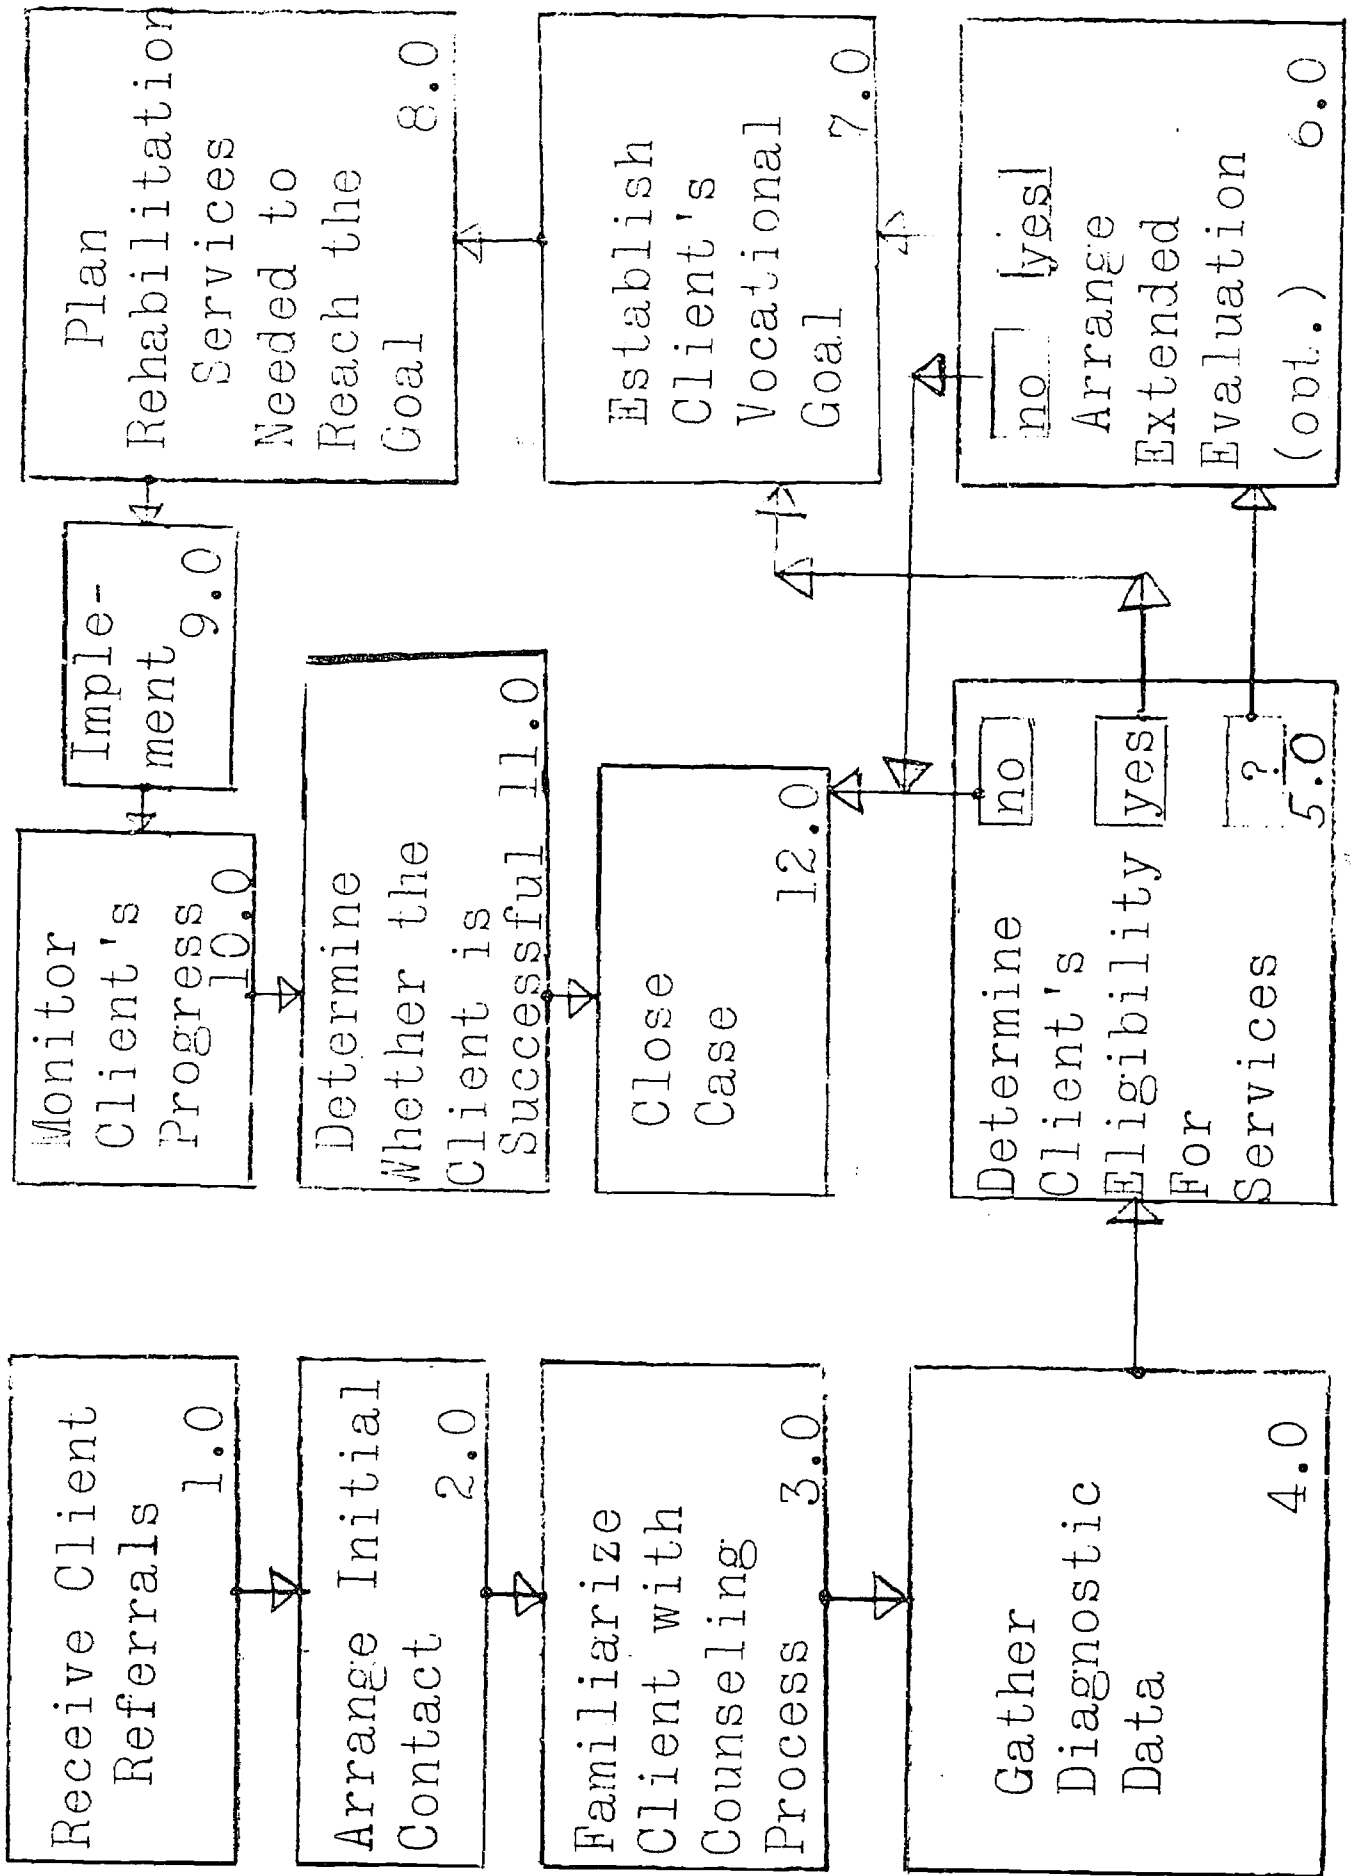 Receive Client
Referrals
1.0
Arrange Initial
Contact
2.0
Familiarize
Client with
Counseling
Process
3.0
Gather
Diagnostic
Data
4.0
Determine
Client's
Eligibility
For
Services
no
yes
?
5.0
no
yes
Arrange
Extended
Evaluation
(opt.)
6.0
Establish
Client's
Vocational
Goal
7.0
Plan
Rehabilitation
Services
Needed to
Reach the
Goal
8.0
Imple-
ment
9.0
Monitor
Client's
Progress
10.0
Determine
Whether the
Client is
Successful
11.0
Close
Case
12.0